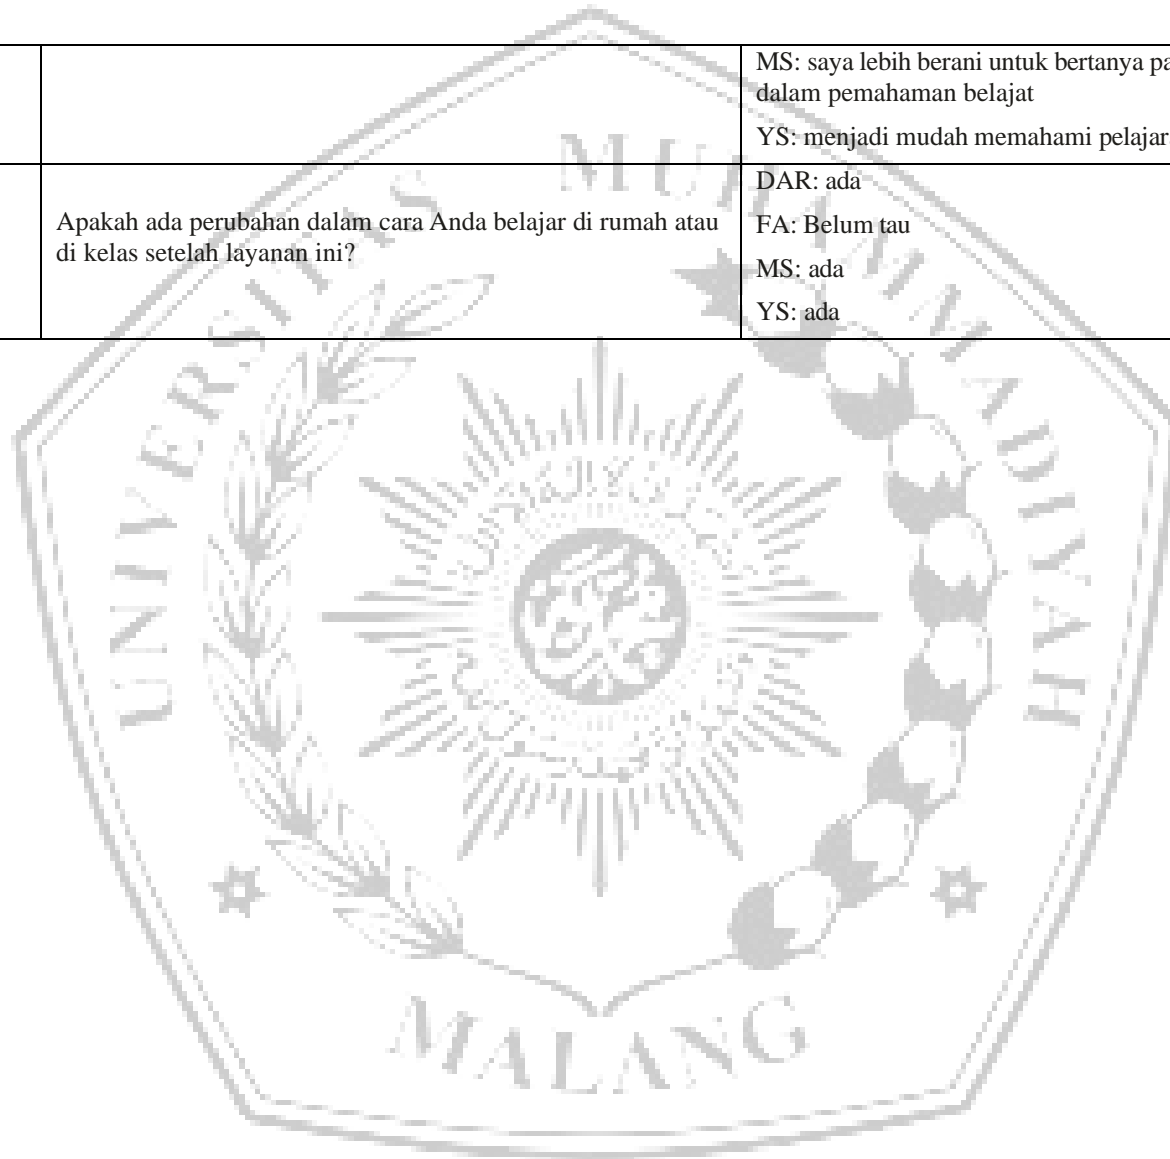 MS: saya lebih berani untuk bertanya pa
dalam pemahaman belajat
YS: menjadi mudah memahami pelajar
Apakah ada perubahan dalam cara Anda belajar di rumah atau
di kelas setelah layanan ini?
DAR: ada
FA: Belum tau
MS: ada
YS: ada
UNIVERSITAS MUHAMMADIYAH
MALANG